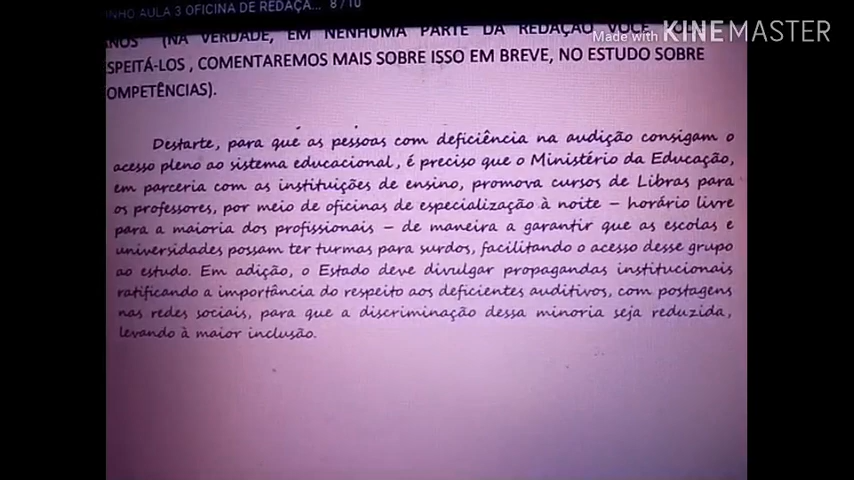 NHO AULA 3 OFICINA DE REDAÇA... 8/10
Made with KINEMASTER
NOS (NA VERDADE, EM NENHUMA PARTE DA REDAÇÃO VOCÊ
SPEITÁ-LOS , COMENTAREMOS MAIS SOBRE ISSO EM BREVE, NO ESTUDO SOBRE
OMPETÊNCIAS).
Destarte, para que as pessoas com deficiência na audição consigam o
acesso pleno ao sistema educacional, é preciso que o Ministério da Educação,
em parceria com as instituições de ensino, promova cursos de Libras para
os professores, por meio de oficinas de especialização à noite – horário livre
para a maioria dos profissionais – de maneira a garantir que as escolas e
universidades possam ter turmas para surdos, facilitando o acesso desse grupo
ao estudo. Em adição, o Estado deve divulgar propagandas institucionais
ratificando a importância do respeito aos deficientes auditivos, com postagens
nas redes sociais, para que a discriminação dessa minoria seja reduzida,
levando à maior inclusão.